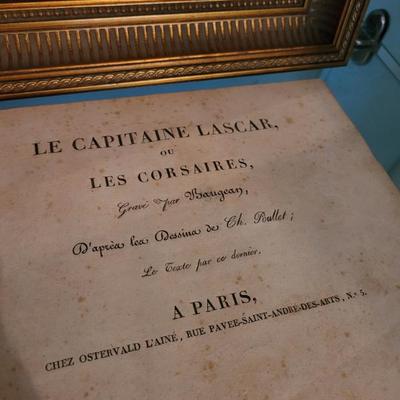 LE CAPITAINE LASCAR,
OU
LES CORSAIRES,
Gravé par Baugean,
D'après les Dessins de Ch. Rullet;
Le Texte par ce dernier.
A PARIS,
CHEZ OSTERVALD L'AINÉ, RUE PAVÉE-SAINT-ANDRÉ-DES-ARTS, N.o 5.